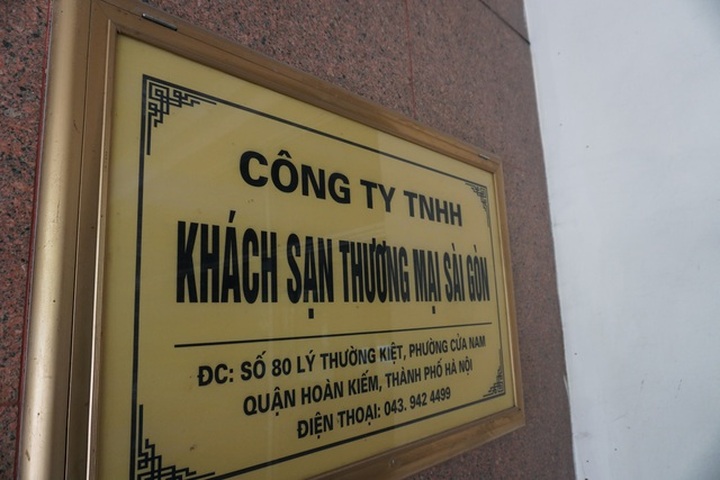 CÔNG TY TNHH
KHÁCH SẠN THƯƠNG MẠI SÀI GÒN
ĐC: SỐ 80 LÝ THƯỜNG KIỆT, PHƯỜNG CỬA NAM
QUẬN HOÀN KIẾM, THÀNH PHỐ HÀ NỘI
ĐIỆN THOẠI: 043. 942 4499